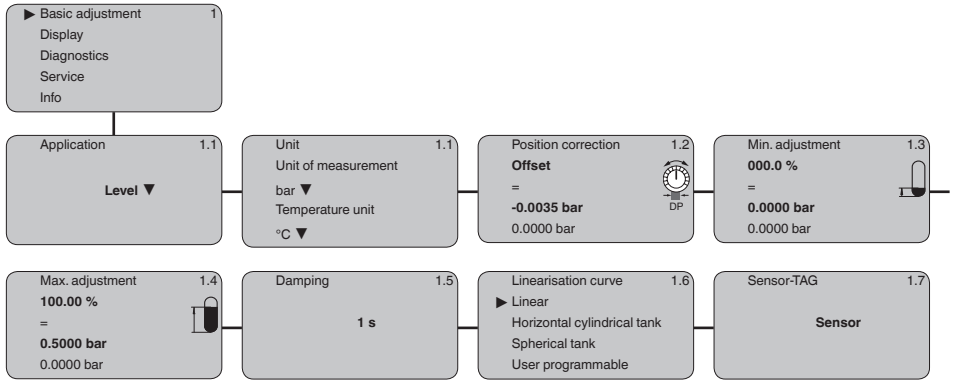 ▶ Basic adjustment 1
Display
Diagnostics
Service
Info
Application 1.1
Level ▼
Unit 1.1
Unit of measurement
bar ▼
Temperature unit
°C ▼
Position correction 1.2
Offset
=
-0.0035 bar
0.0000 bar
DP
Min. adjustment 1.3
000.0 %
=
0.0000 bar
0.0000 bar
Max. adjustment 1.4
100.00 %
=
0.5000 bar
0.0000 bar
Damping 1.5
1 s
Linearisation curve 1.6
▶ Linear
Horizontal cylindrical tank
Spherical tank
User programmable
Sensor-TAG 1.7
Sensor